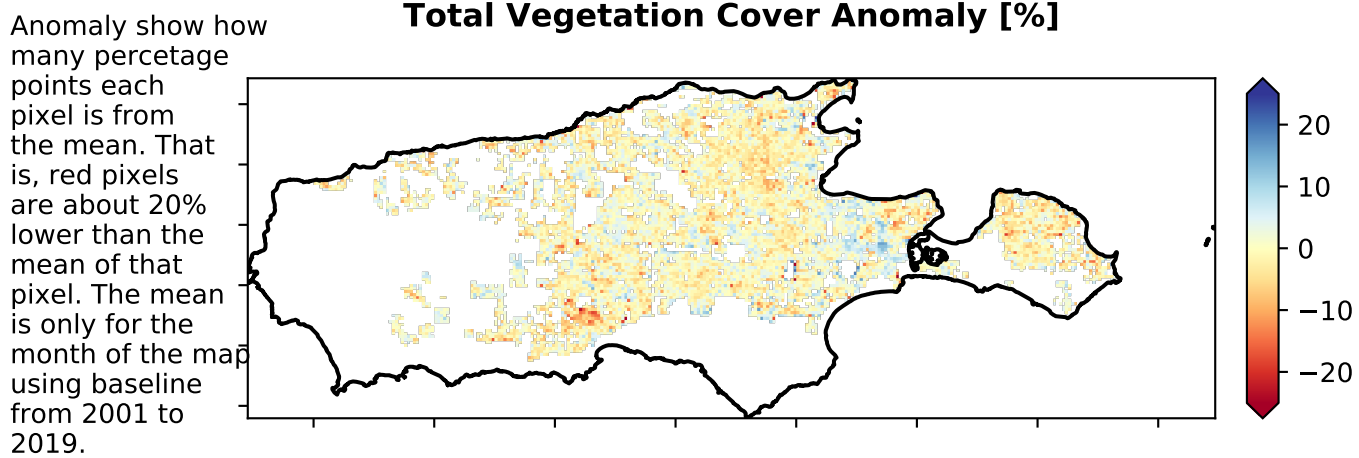 Total Vegetation Cover Anomaly [%]
Anomaly show how
many percetage
points each
pixel is from
the mean. That
is, red pixels
are about 20%
lower than the
mean of that
pixel. The mean
is only for the
month of the map
using baseline
from 2001 to
2019.
20
10
0
−10
−20